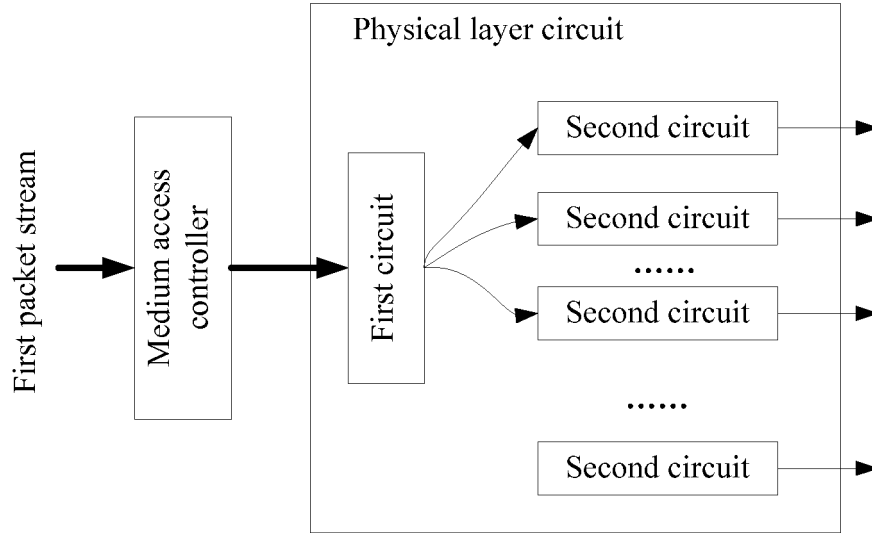 Physical layer circuit
First packet stream
Medium access
controller
First circuit
Second circuit
Second circuit
......
Second circuit
......
Second circuit